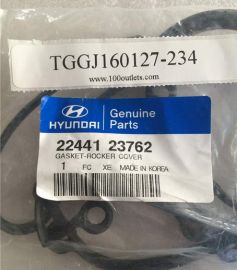 TGGJ160127-234
www.100outlets.com
HYUNDAI
Genuine
Parts
22441 23762
GASKET-ROCKER COVER
1 FC XE MADE IN KOREA